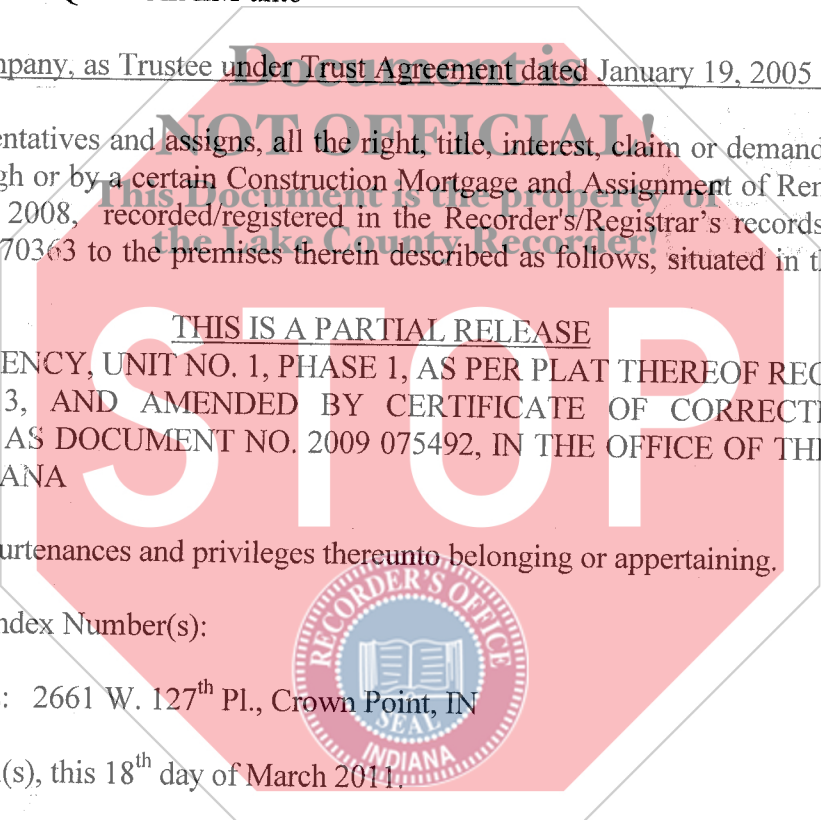 mpany, as Trustee under Trust Agreement dated January 19, 2005
Document is
entatives and assigns, all the right, title, interest, claim or demand
NOT OFFICIAL!
gh or by a certain Construction Mortgage and Assignment of Ren
This Document is the property of
2008, recorded/registered in the Recorder's/Registrar's records
the Lake County Recorder!
70363 to the premises therein described as follows, situated in th
THIS IS A PARTIAL RELEASE
ENCY, UNIT NO. 1, PHASE 1, AS PER PLAT THEREOF REC
3, AND AMENDED BY CERTIFICATE OF CORRECTI
AS DOCUMENT NO. 2009 075492, IN THE OFFICE OF THE
ANA
STOP
urtenances and privileges thereunto belonging or appertaining.
RECORDER'S OFFICE
ndex Number(s):
: 2661 W. 127th Pl., Crown Point, IN
SEAL
INDIANA
(s), this 18th day of March 2011.